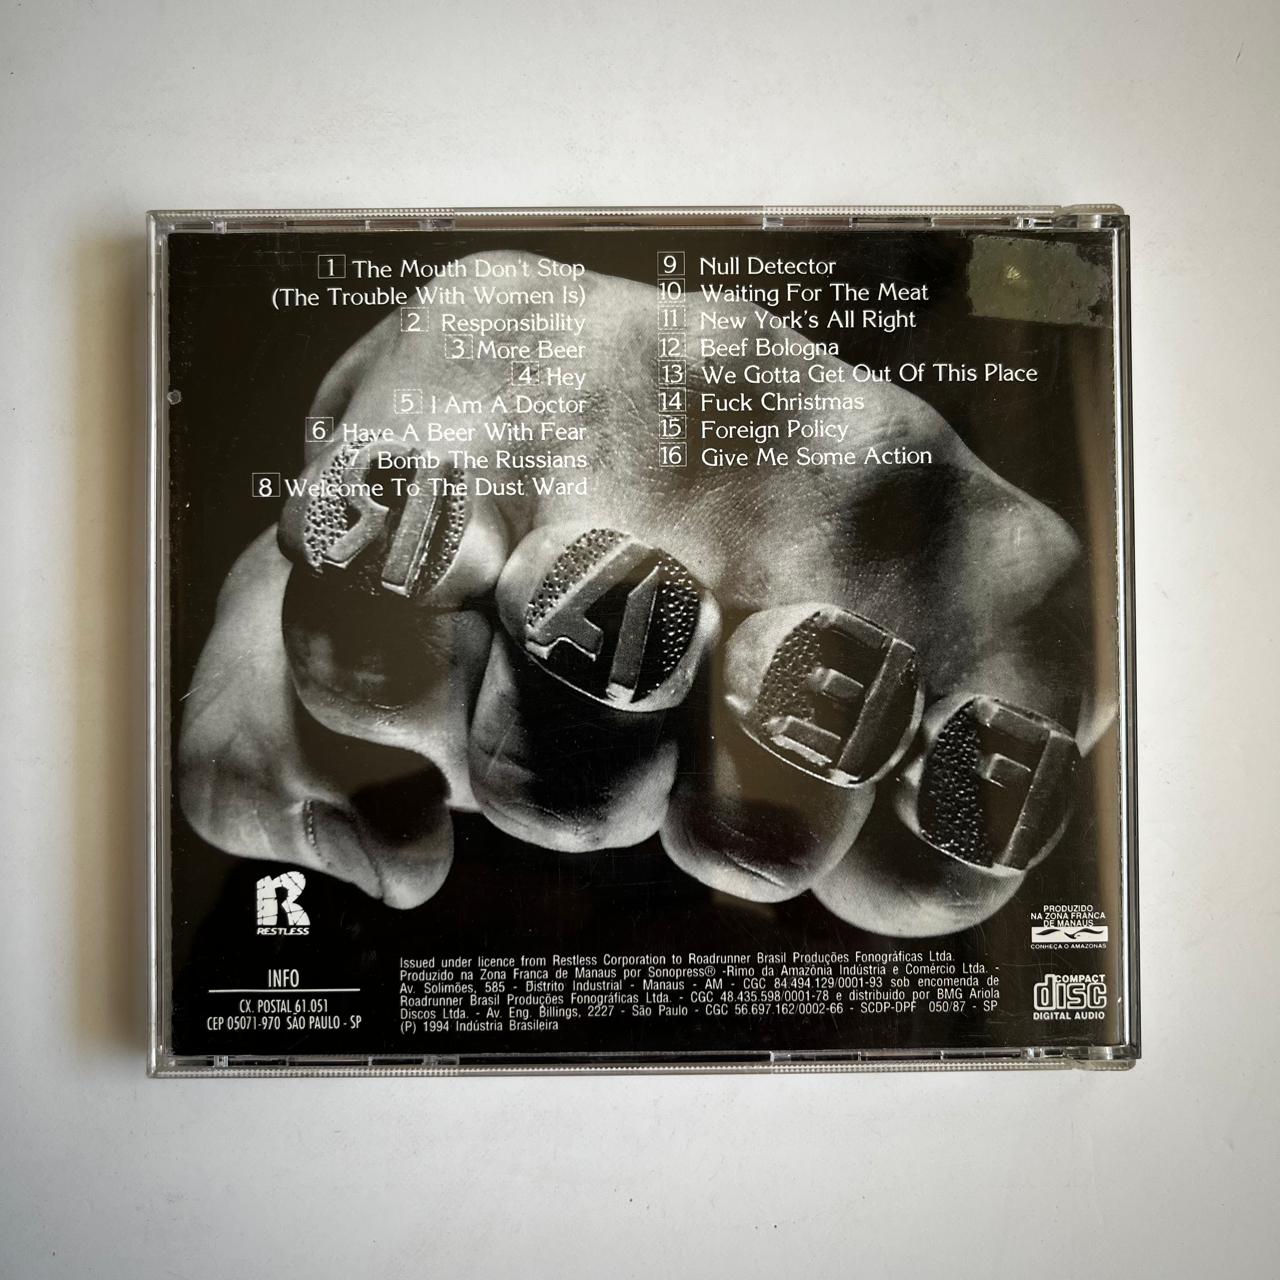 1 The Mouth Don't Stop
(The Trouble With Women Is)
2 Responsibility
3 More Beer
4 Hey
5 I Am A Doctor
6 Have A Beer With Fear
7 Bomb The Russians
8 Welcome To The Dust Ward
9 Null Detector
10 Waiting For The Meat
11 New York's All Right
12 Beef Bologna
13 We Gotta Get Out Of This Place
14 Fuck Christmas
15 Foreign Policy
16 Give Me Some Action
R
RESTLESS
INFO
CX. POSTAL 61.051
CEP 05071-970 SÃO PAULO - SP
Issued under licence from Restless Corporation to Roadrunner Brasil Produções Fonográficas Ltda.
Produzido na Zona Franca de Manaus por Sonopress® -Rimo da Amazônia Indústria e Comércio Ltda. -
Av. Solimões, 585 - Distrito Industrial - Manaus - AM - CGC 84.494.129/0001-93 sob encomenda de
Roadrunner Brasil Produções Fonográficas Ltda. - CGC 48.435.598/0001-78 e distribuido por BMG Ariola
Discos Ltda. - Av. Eng. Billings, 2227 - São Paulo - CGC 56.697.162/0002-66 - SCDP-DPF 050/87 - SP
(P) 1994 Indústria Brasileira
PRODUZIDO
NA ZONA FRANCA
DE MANAUS
CONHEÇA O AMAZONAS
COMPACT
disc
DIGITAL AUDIO